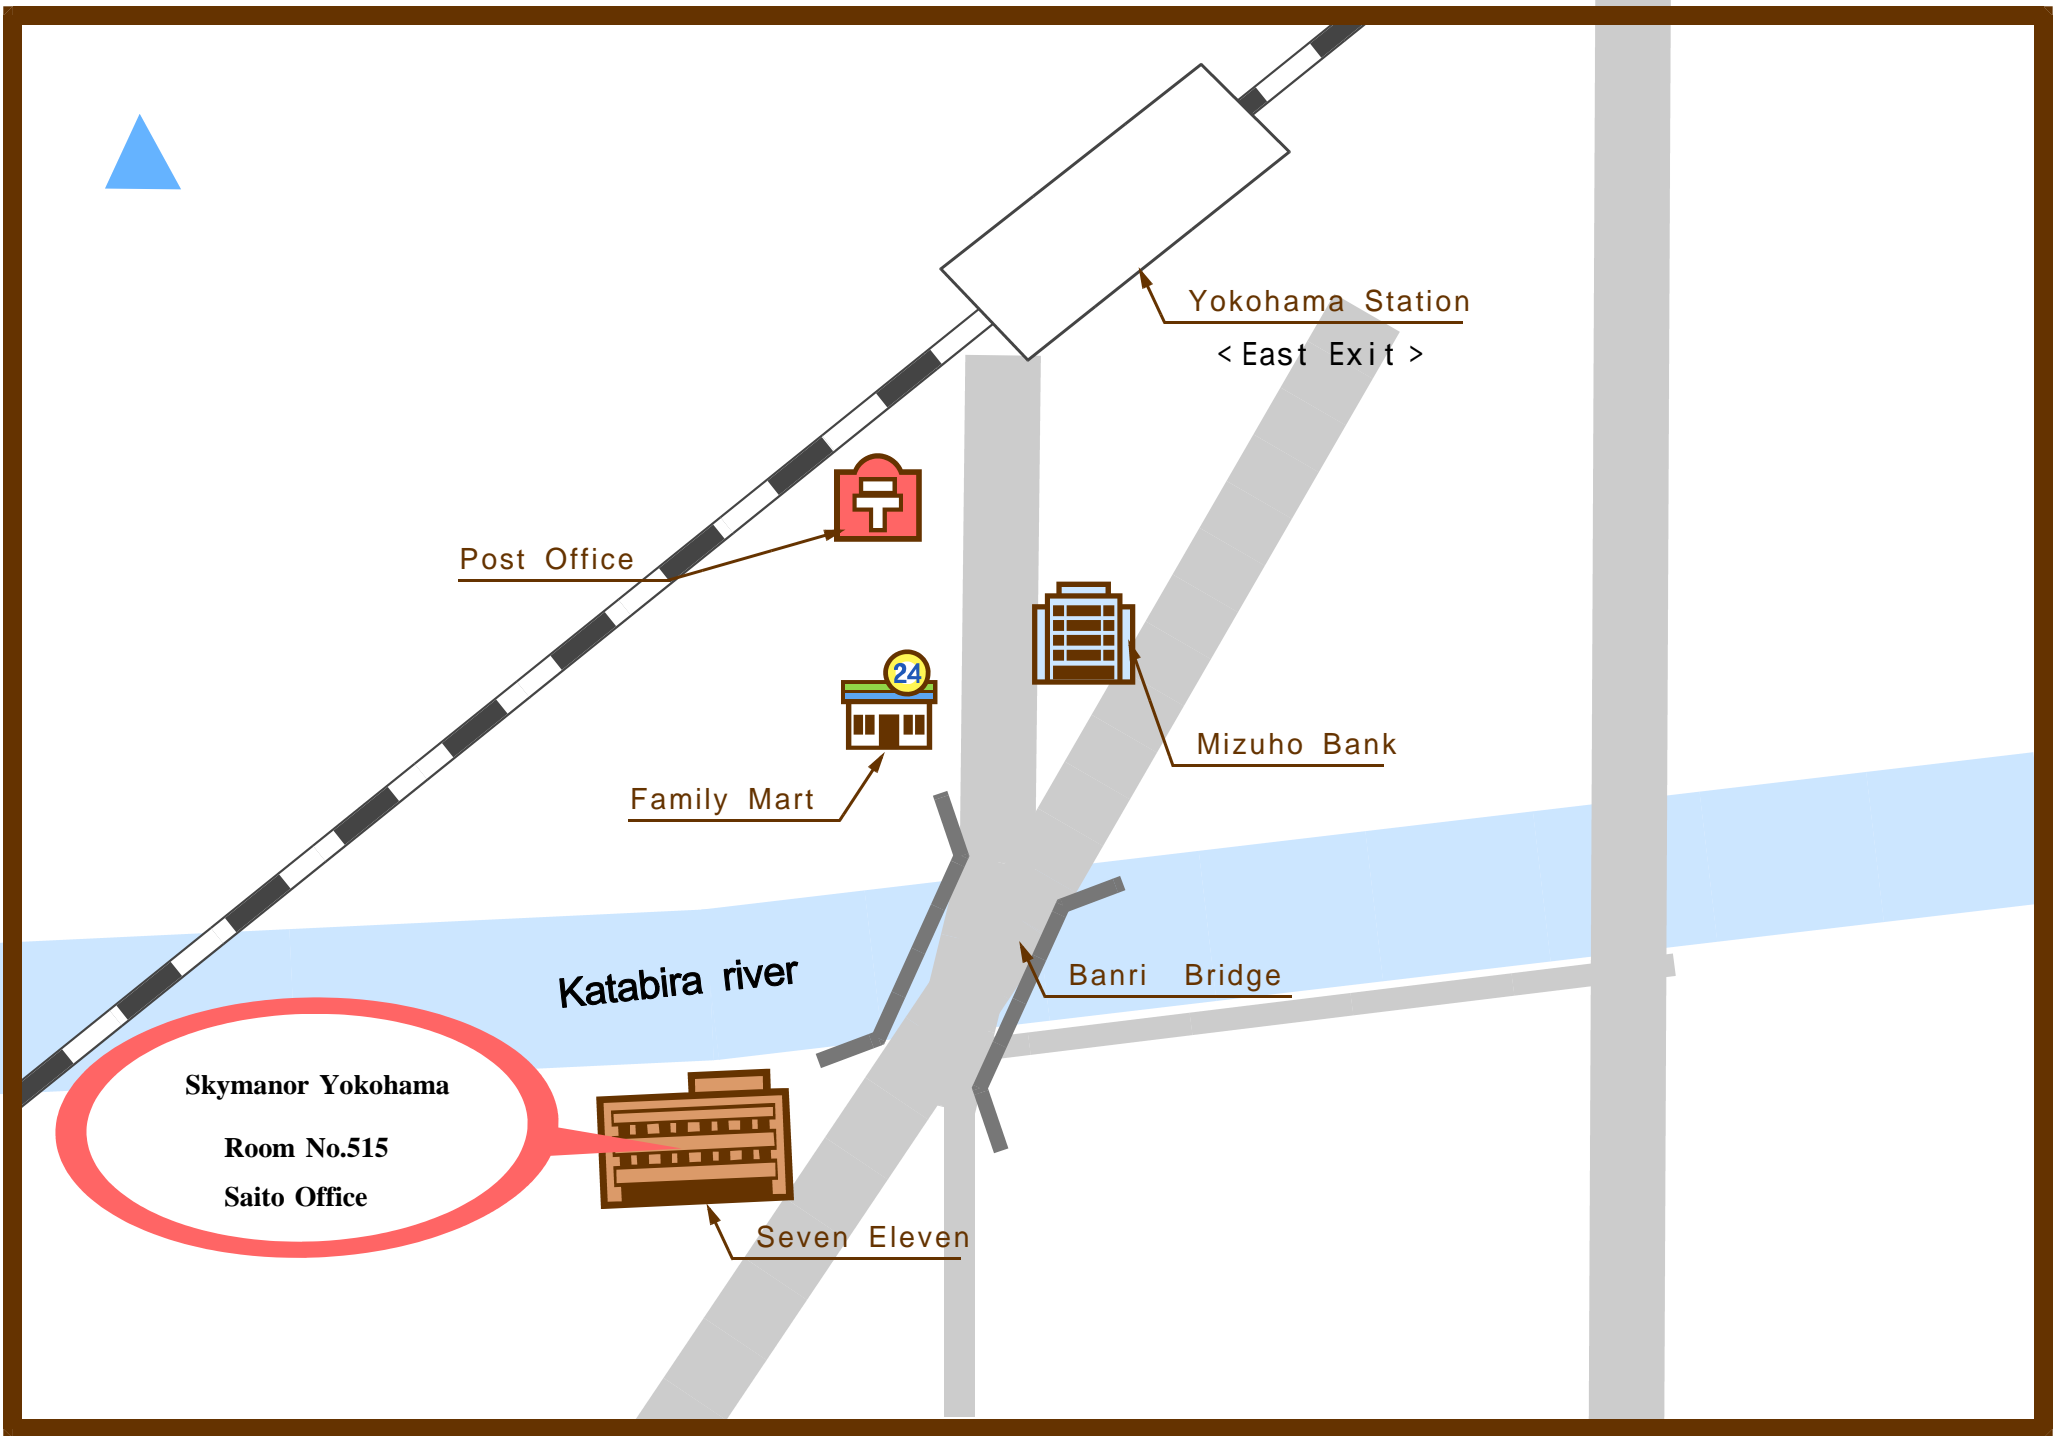 Yokohama Station
<East Exit>
Post Office
24
Mizuho Bank
Family Mart
Katabira river
Banri Bridge
Skymanor Yokohama
Room No.515
Saito Office
Seven Eleven